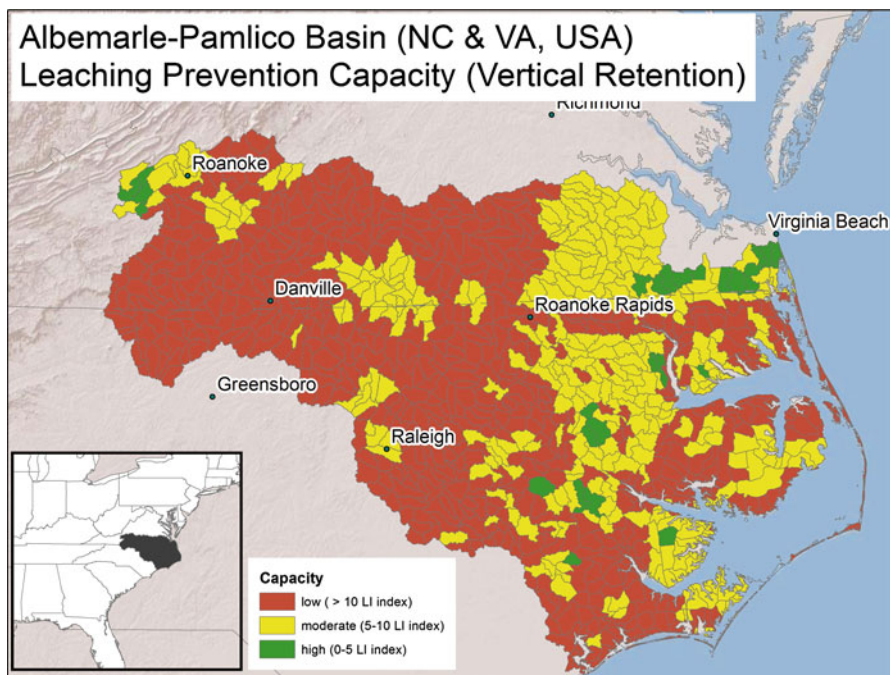 Albemarle-Pamlico Basin (NC & VA, USA)
Leaching Prevention Capacity (Vertical Retention)
Richmond
Roanoke
Virginia Beach
Danville
Roanoke Rapids
Greensboro
Raleigh
Capacity
low ( > 10 LI index)
moderate (5-10 LI index)
high (0-5 LI index)